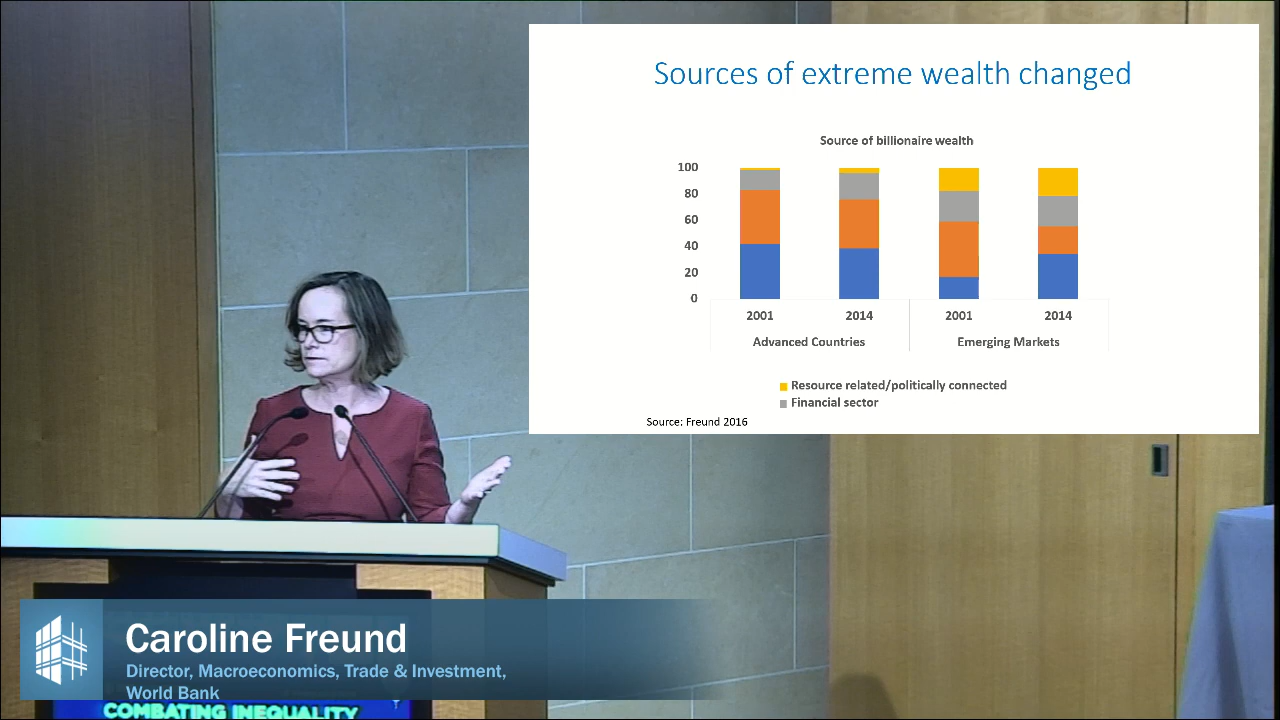 Sources of extreme wealth changed
Source of billionaire wealth
100
80
60
40
20
0
2001 2014 2001 2014
Advanced Countries Emerging Markets
Resource related/politically connected
Financial sector
Source: Freund 2016
Caroline Freund
Director, Macroeconomics, Trade & Investment,
World Bank
COMBATING INEQUALITY